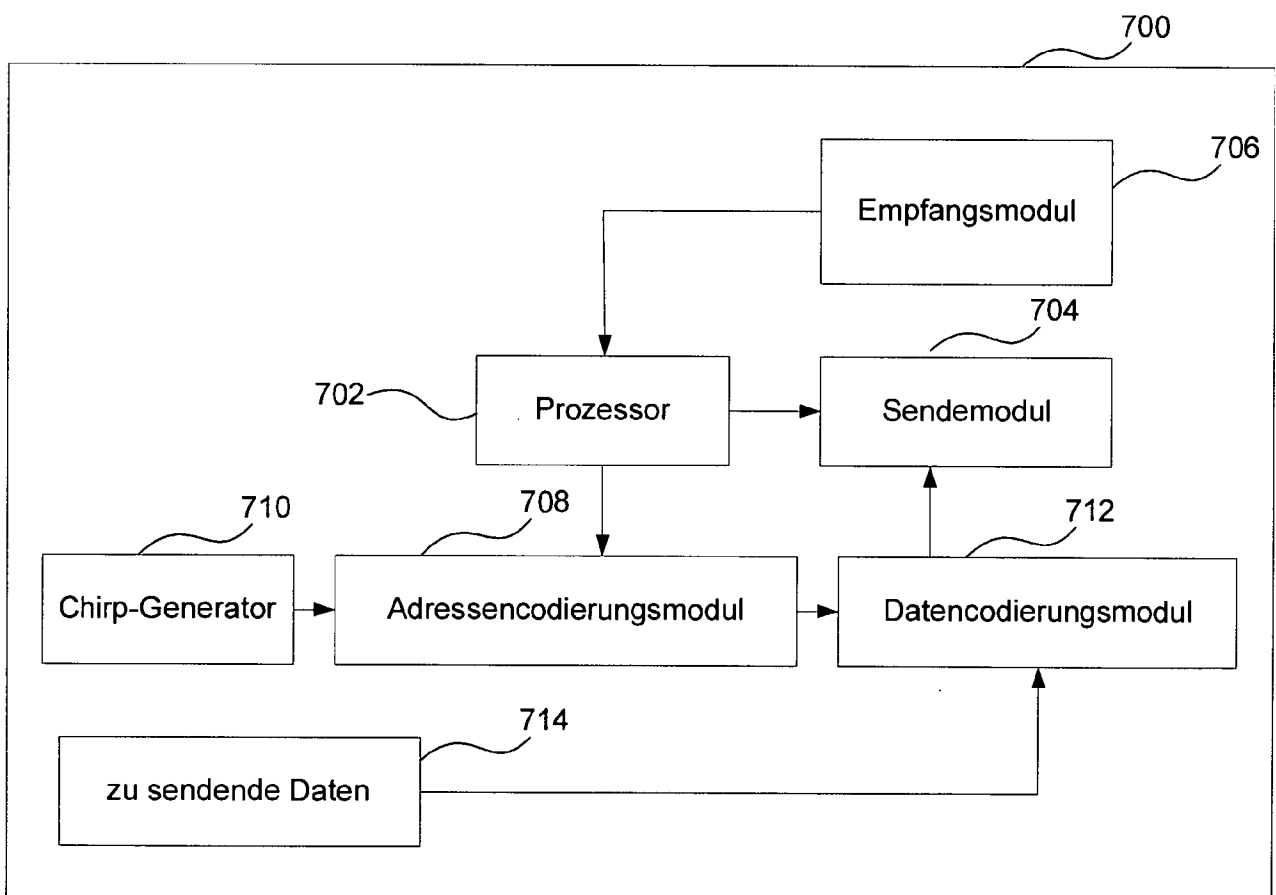 700
706
Empfangsmodul
704
702
Prozessor
Sendemodul
710
708
712
Chirp-Generator
Adressencodierungsmodul
Datencodierungsmodul
714
zu sendende Daten